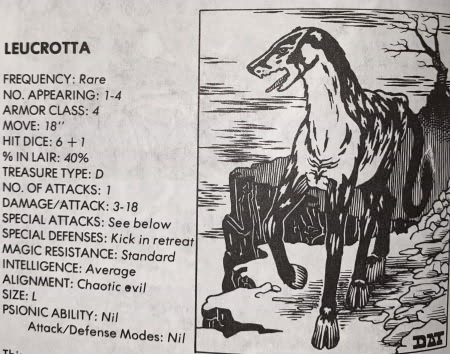 LEUCROTTA
FREQUENCY: Rare
NO. APPEARING: 1-4
ARMOR CLASS: 4
MOVE: 18"
HIT DICE: 6 + 1
% IN LAIR: 40%
TREASURE TYPE: D
NO. OF ATTACKS: 1
DAMAGE/ATTACK: 3-18
SPECIAL ATTACKS: See below
SPECIAL DEFENSES: Kick in retreat
MAGIC RESISTANCE: Standard
INTELLIGENCE: Average
ALIGNMENT: Chaotic evil
SIZE: L
PSIONIC ABILITY: Nil
Attack/Defense Modes: Nil
DAT